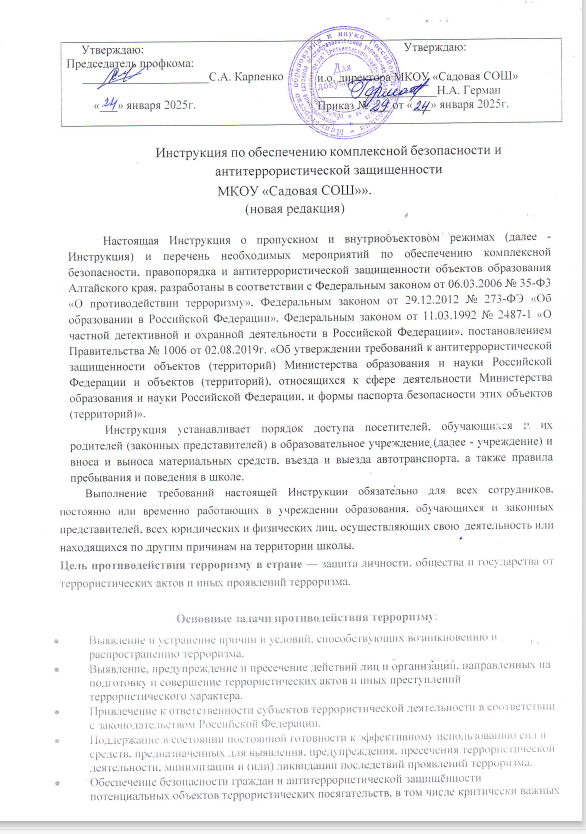 Утверждаю:
Утверждаю:
Председатель профкома:
С.А. Карпенко
и.о. директора МКОУ «Садовая СОШ»
Н.А. Герман
«24» января 2025г.
Приказ № 29 от «24» января 2025г.
Для
Инструкция по обеспечению комплексной безопасности и
антитеррористической защищенности
МКОУ «Садовая СОШ»».
(новая редакция)
Настоящая Инструкция о пропускном и внутриобъектовом режимах (далее -
Инструкция) и перечень необходимых мероприятий по обеспечению комплексной
безопасности, правопорядка и антитеррористической защищенности объектов образования
Алтайского края, разработаны в соответствии с Федеральным законом от 06.03.2006 № 35-ФЗ
«О противодействии терроризму», Федеральным законом от 29.12.2012 № 273-ФЭ «Об
образовании в Российской Федерации», Федеральным законом от 11.03.1992 № 2487-1 «О
частной детективной и охранной деятельности в Российской Федерации», постановлением
Правительства № 1006 от 02.08.2019г. «Об утверждении требований к антитеррористической
защищенности объектов (территорий) Министерства образования и науки Российской
Федерации и объектов (территорий), относящихся к сфере деятельности Министерства
образования и науки Российской Федерации, и формы паспорта безопасности этих объектов
(территорий)».
Инструкция устанавливает порядок доступа посетителей, обучающихся и их
родителей (законных представителей) в образовательное учреждение (далее - учреждение) и
вноса и выноса материальных средств, въезда и выезда автотранспорта, а также правила
пребывания и поведения в школе.
Выполнение требований настоящей Инструкции обязательно для всех сотрудников,
постоянно или временно работающих в учреждении образования, обучающихся и законных
представителей, всех юридических и физических лиц, осуществляющих свою деятельность или
находящихся по другим причинам на территории школы.
Цель противодействия терроризму в стране — защита личности, общества и государства от
террористических актов и иных проявлений терроризма.
Основные задачи противодействия терроризму:
• Выявление и устранение причин и условий, способствующих возникновению и
распространению терроризма.
• Выявление, предупреждение и пресечение действий лиц и организаций, направленных на
подготовку и совершение террористических актов и иных преступлений
террористического характера.
• Привлечение к ответственности субъектов террористической деятельности в соответствии
с законодательством Российской Федерации.
• Поддержание в состоянии постоянной готовности к эффективному использованию сил и
средств, предназначенных для выявления, предупреждения, пресечения террористической
деятельности, минимизации и (или) ликвидации последствий проявлений терроризма.
• Обеспечение безопасности граждан и антитеррористической защищённости
потенциальных объектов террористических посягательств, в том числе критически важных